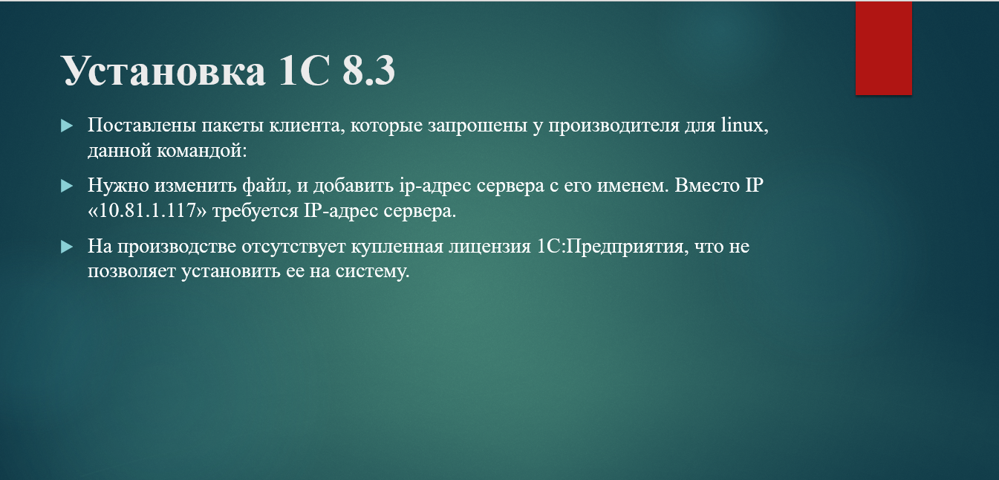 Установка 1С 8.3
Поставлены пакеты клиента, которые запрошены у производителя для linux,
данной командой:
Нужно изменить файл, и добавить ip-адрес сервера с его именем. Вместо IP
«10.81.1.117» требуется IP-адрес сервера.
На производстве отсутствует купленная лицензия 1С:Предприятия, что не
позволяет установить ее на систему.